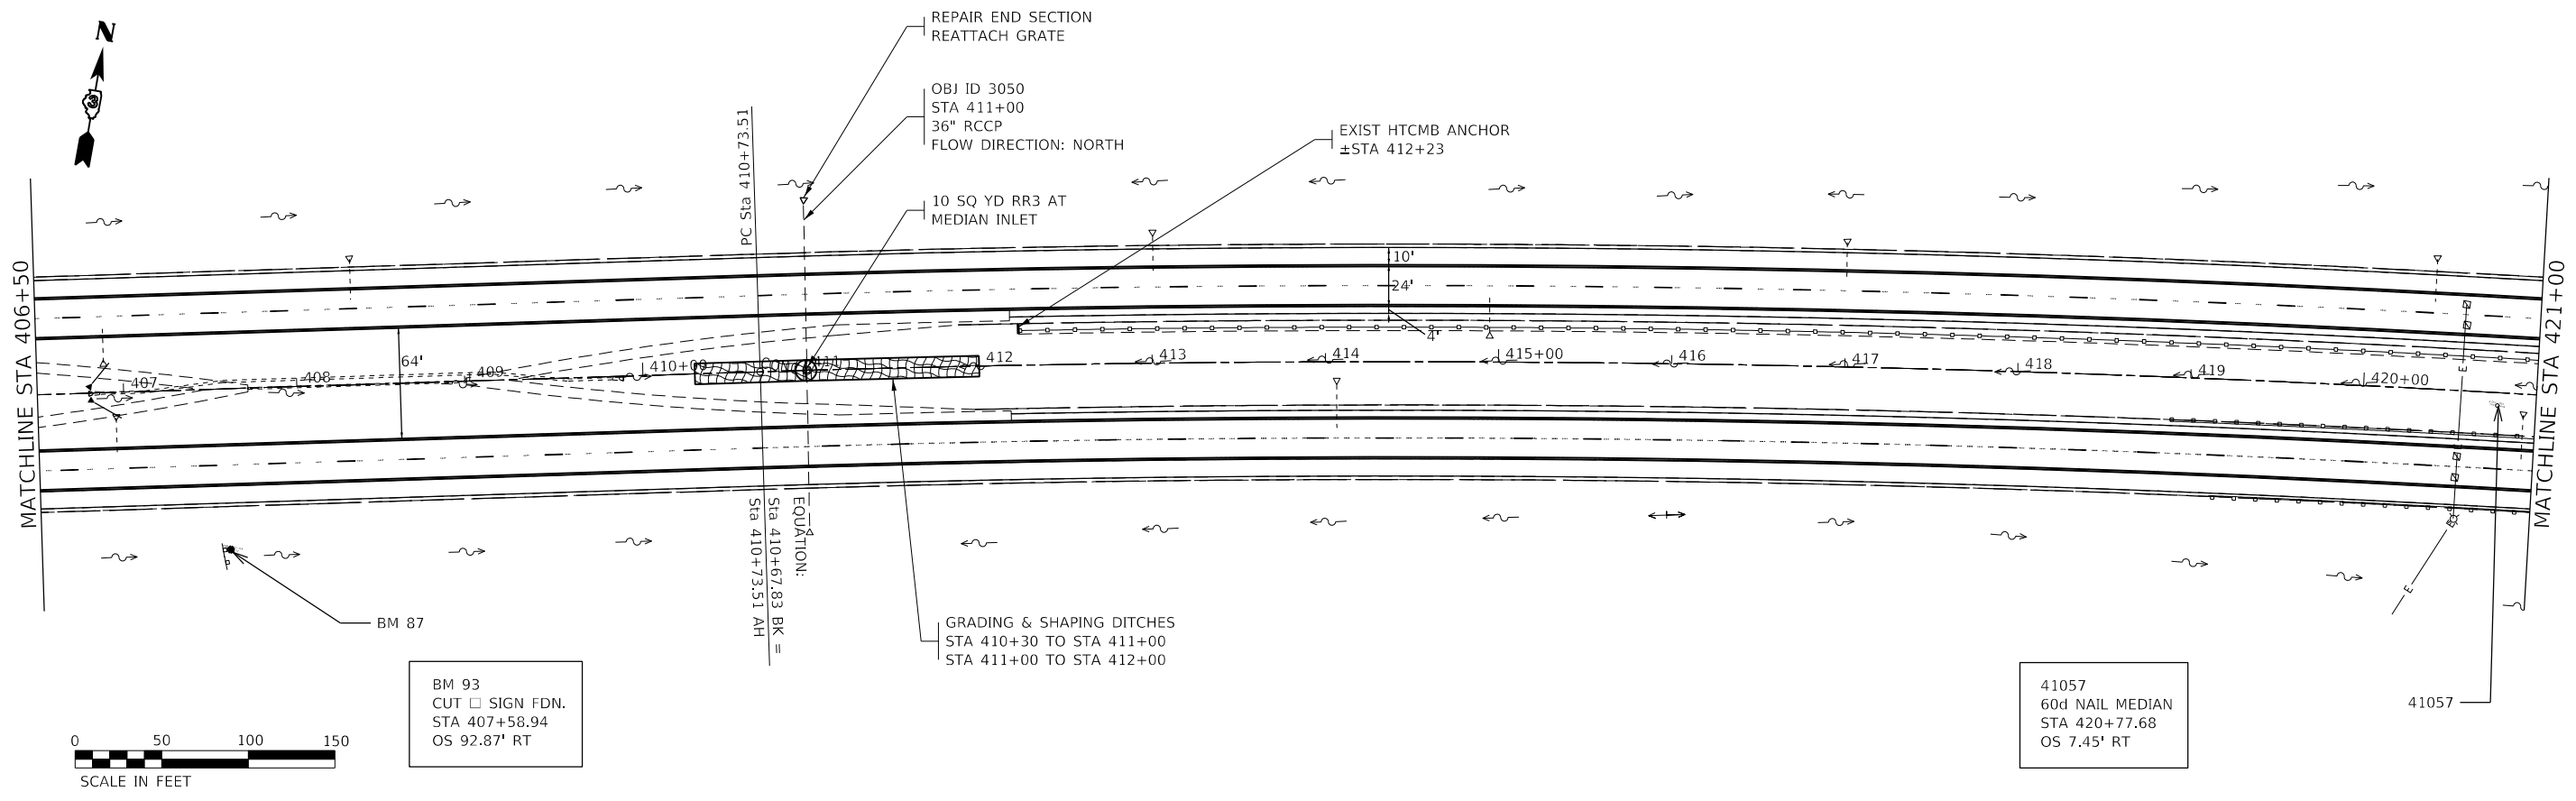 N
3
REPAIR END SECTION
REATTACH GRATE
OBJ ID 3050
STA 411+00
36" RCCP
FLOW DIRECTION: NORTH
EXIST HTCMB ANCHOR
±STA 412+23
10 SQ YD RR3 AT
MEDIAN INLET
PC Sta 410+73.51
MATCHLINE STA 406+50
MATCHLINE STA 421+00
10'
24'
4'
64'
407
408
409
410+00
411
412
413
414
415+00
416
417
418
419
420+00
E
E
EQUATION:
Sta 410+67.83 BK =
Sta 410+73.51 AH
BM 87
GRADING & SHAPING DITCHES
STA 410+30 TO STA 411+00
STA 411+00 TO STA 412+00
BM 93
CUT □ SIGN FDN.
STA 407+58.94
OS 92.87' RT
41057
60d NAIL MEDIAN
STA 420+77.68
OS 7.45' RT
41057
0 50 100 150
SCALE IN FEET